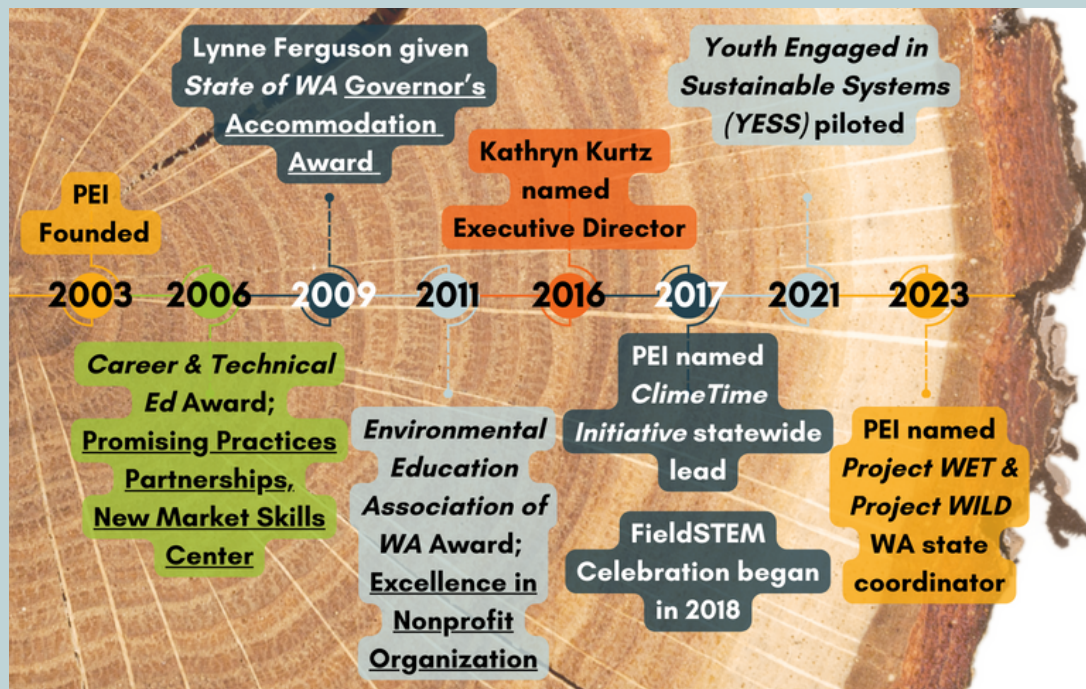 Lynne Ferguson given
State of WA Governor's
Accommodation
Award
Youth Engaged in
Sustainable Systems
(YESS) piloted
Kathryn Kurtz
named
Executive Director
PEI
Founded
2003
2006
2009
2011
2016
2017
2021
2023
Career & Technical
Ed Award;
Promising Practices
Partnerships,
New Market Skills
Center
Environmental
Education
Association of
WA Award;
Excellence in
Nonprofit
Organization
PEI named
ClimeTime
Initiative statewide
lead
FieldSTEM
Celebration began
in 2018
PEI named
Project WET &
Project WILD
WA state
coordinator